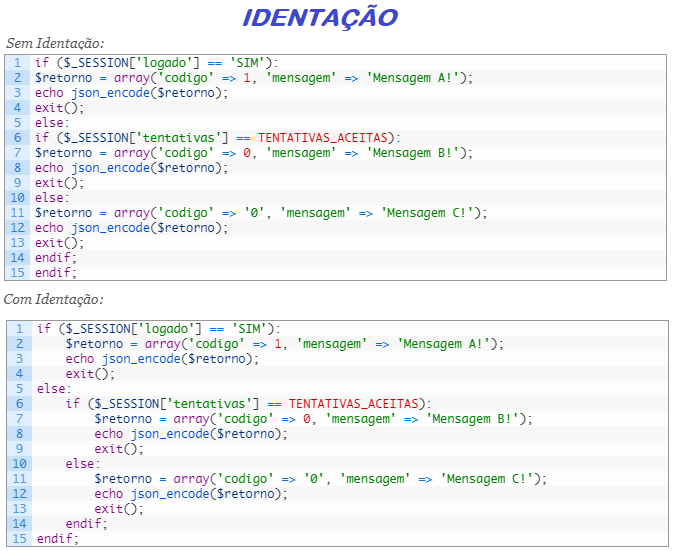 IDENTAÇÃO
Sem Identação:
1 if ($_SESSION['logado'] == 'SIM'):
2 $retorno = array('codigo' => 1, 'mensagem' => 'Mensagem A!');
3 echo json_encode($retorno);
4 exit();
5 else:
6 if ($_SESSION['tentativas'] == TENTATIVAS_ACEITAS):
7 $retorno = array('codigo' => 0, 'mensagem' => 'Mensagem B!');
8 echo json_encode($retorno);
9 exit();
10 else:
11 $retorno = array('codigo' => '0', 'mensagem' => 'Mensagem C!');
12 echo json_encode($retorno);
13 exit();
14 endif;
15 endif;
Com Identação:
1 if ($_SESSION['logado'] == 'SIM'):
2     $retorno = array('codigo' => 1, 'mensagem' => 'Mensagem A!');
3     echo json_encode($retorno);
4     exit();
5 else:
6     if ($_SESSION['tentativas'] == TENTATIVAS_ACEITAS):
7         $retorno = array('codigo' => 0, 'mensagem' => 'Mensagem B!');
8         echo json_encode($retorno);
9         exit();
10     else:
11         $retorno = array('codigo' => '0', 'mensagem' => 'Mensagem C!');
12         echo json_encode($retorno);
13         exit();
14     endif;
15 endif;